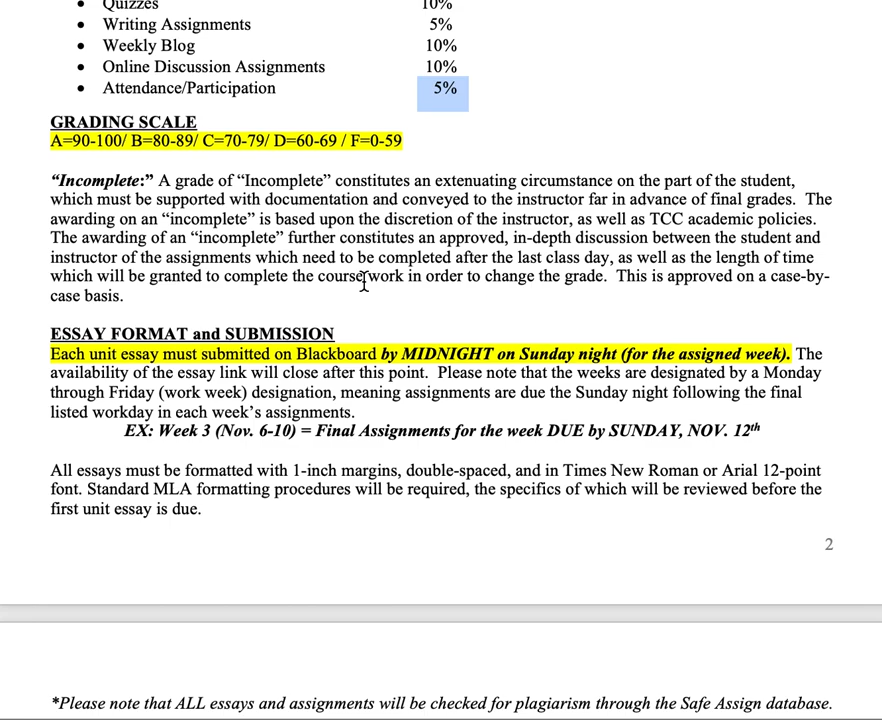 • Quizzes 10%
• Writing Assignments 5%
• Weekly Blog 10%
• Online Discussion Assignments 10%
• Attendance/Participation 5%
GRADING SCALE
A=90-100/ B=80-89/ C=70-79/ D=60-69 / F=0-59
“Incomplete:” A grade of “Incomplete” constitutes an extenuating circumstance on the part of the student,
which must be supported with documentation and conveyed to the instructor far in advance of final grades. The
awarding on an “incomplete” is based upon the discretion of the instructor, as well as TCC academic policies.
The awarding of an “incomplete” further constitutes an approved, in-depth discussion between the student and
instructor of the assignments which need to be completed after the last class day, as well as the length of time
which will be granted to complete the course work in order to change the grade. This is approved on a case-by-
case basis.
ESSAY FORMAT and SUBMISSION
Each unit essay must submitted on Blackboard by MIDNIGHT on Sunday night (for the assigned week). The
availability of the essay link will close after this point. Please note that the weeks are designated by a Monday
through Friday (work week) designation, meaning assignments are due the Sunday night following the final
listed workday in each week’s assignments.
EX: Week 3 (Nov. 6-10) = Final Assignments for the week DUE by SUNDAY, NOV. 12th
All essays must be formatted with 1-inch margins, double-spaced, and in Times New Roman or Arial 12-point
font. Standard MLA formatting procedures will be required, the specifics of which will be reviewed before the
first unit essay is due.
2
*Please note that ALL essays and assignments will be checked for plagiarism through the Safe Assign database.